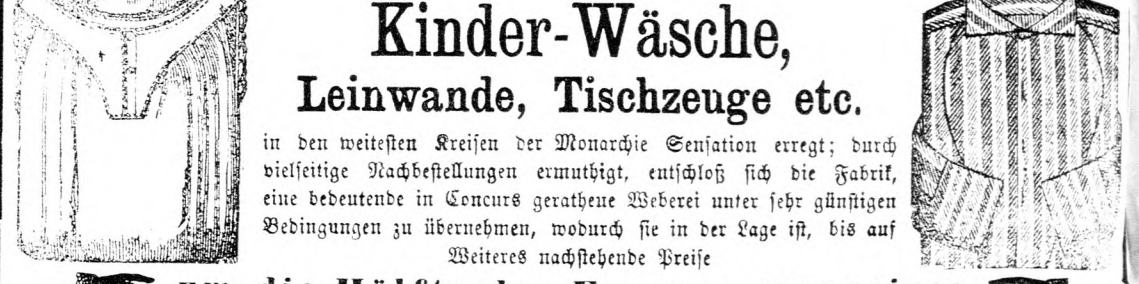 Kinder-Wäsche,
Leinwande, Tischzeuge etc.
in den weitesten Kreisen der Monarchie Sensation erregt; durch
vielseitige Nachbestellungen ermuthigt, entschloß sich die Fabrik,
eine bedeutende in Concurs gerathene Weberei unter sehr günstigen
Bedingungen zu übernehmen, wodurch sie in der Lage ist, bis auf
Weiteres nachstehende Preise